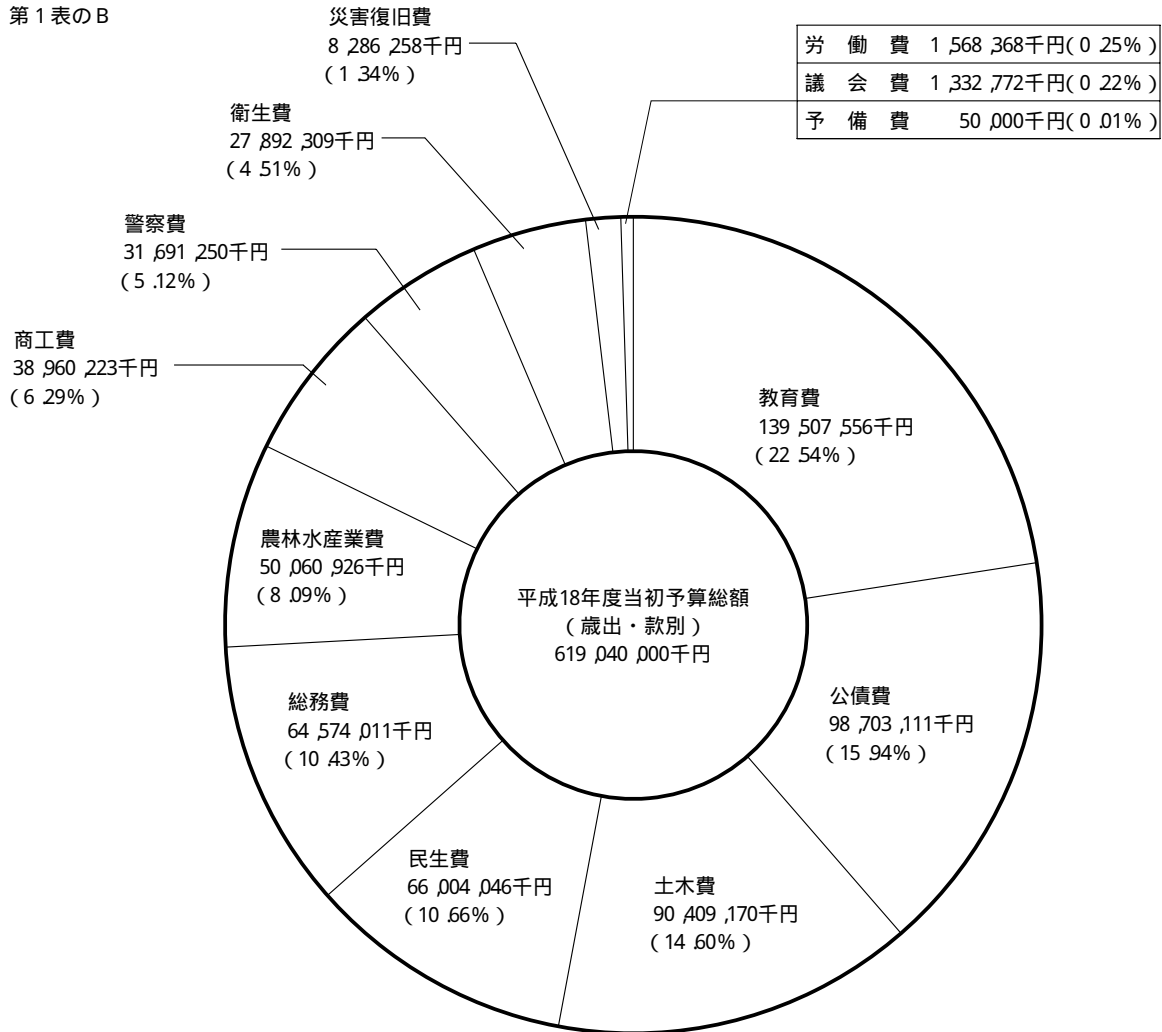 第1表のB
災害復旧費
8,286,258千円
(1.34%)
労働費 1,568,368千円(0.25%)
議会費 1,332,772千円(0.22%)
予備費 50,000千円(0.01%)
衛生費
27,892,309千円
(4.51%)
警察費
31,691,250千円
(5.12%)
商工費
38,960,223千円
(6.29%)
教育費
139,507,556千円
(22.54%)
農林水産業費
50,060,926千円
(8.09%)
平成18年度当初予算総額
(歳出・款別)
619,040,000千円
総務費
64,574,011千円
(10.43%)
公債費
98,703,111千円
(15.94%)
民生費
66,004,046千円
(10.66%)
土木費
90,409,170千円
(14.60%)